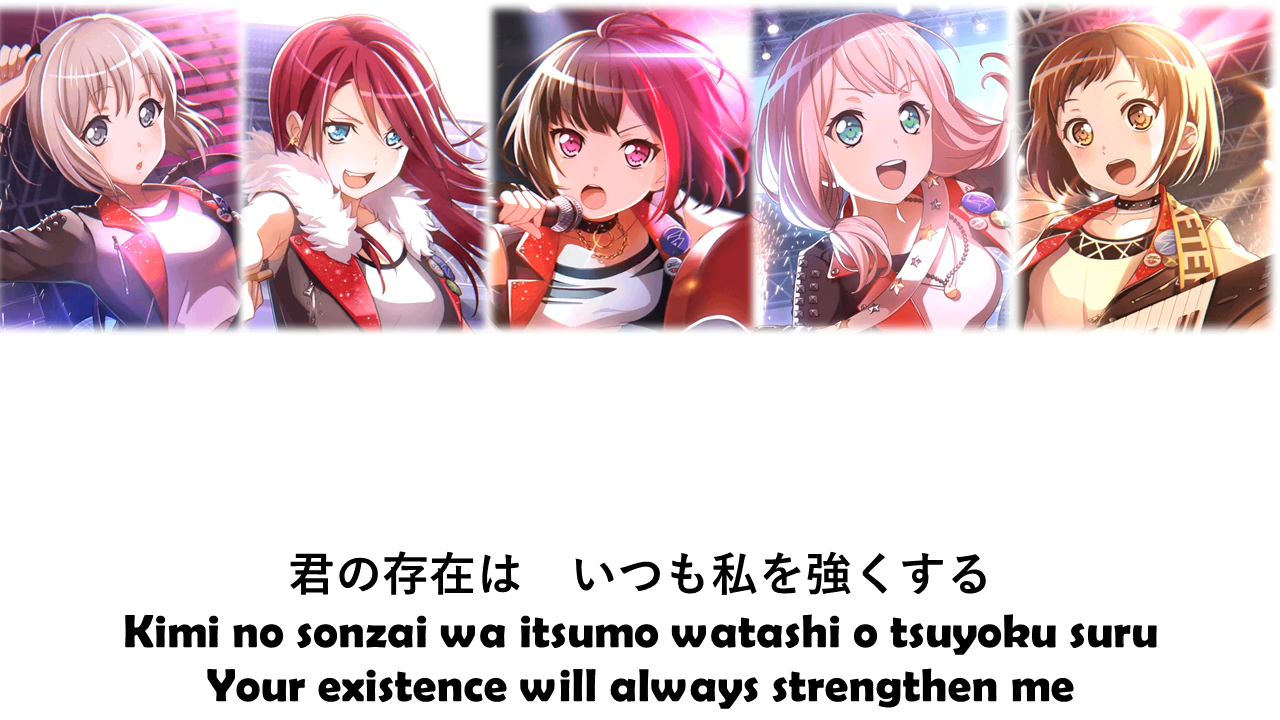 君の存在は　いつも私を強くする
Kimi no sonzai wa itsumo watashi o tsuyoku suru
Your existence will always strengthen me